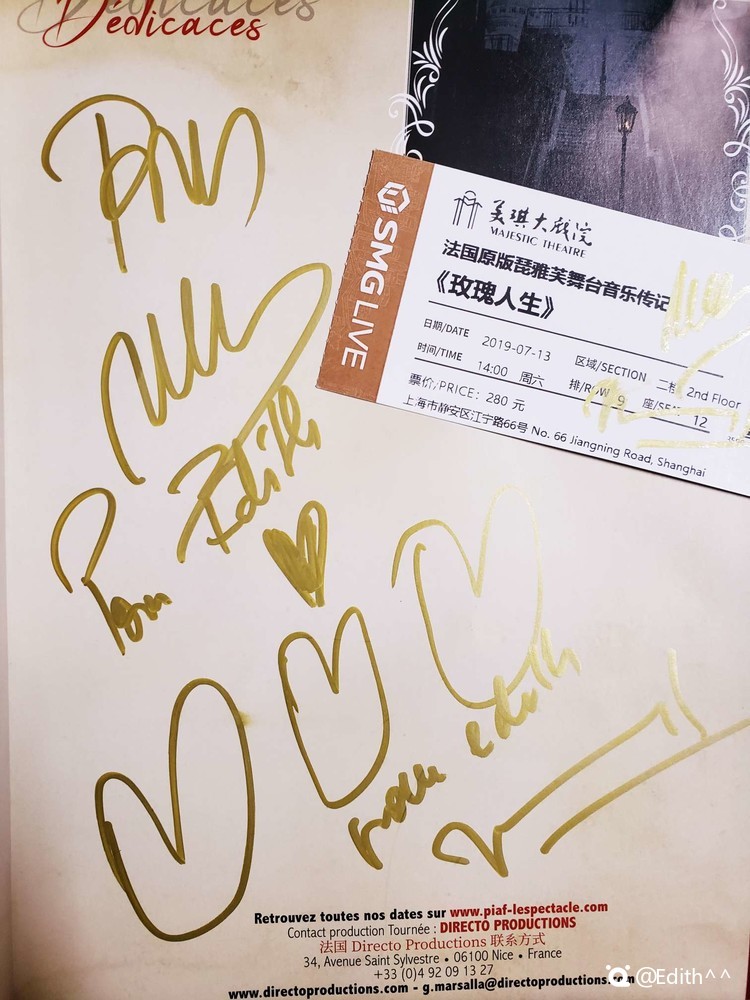 Dédicaces
Dédicaces
SMG LIVE
美琪大戏院
MAJESTIC THEATRE
法国原版琵雅芙舞台音乐传记
《玫瑰人生》
日期/DATE 2019-07-13 区域/SECTION 二楼 2nd Floor
时间/TIME 14:00 周六 排/ROW 9 座/SEAT 12
票价/PRICE: 280 元
上海市静安区江宁路66号 No. 66 Jiangning Road, Shanghai
Pour Edith
Pour Edith
Retrouvez toutes nos dates sur www.piaf-lespectacle.com
Contact production Tournée : DIRECTO PRODUCTIONS
法国 Directo Productions 联系方式
34, Avenue Saint Sylvestre • 06100 Nice • France
+33 (0)4 92 09 13 27
www.directoproductions.com - g.marsalla@directoproductions.com
@Edith^^